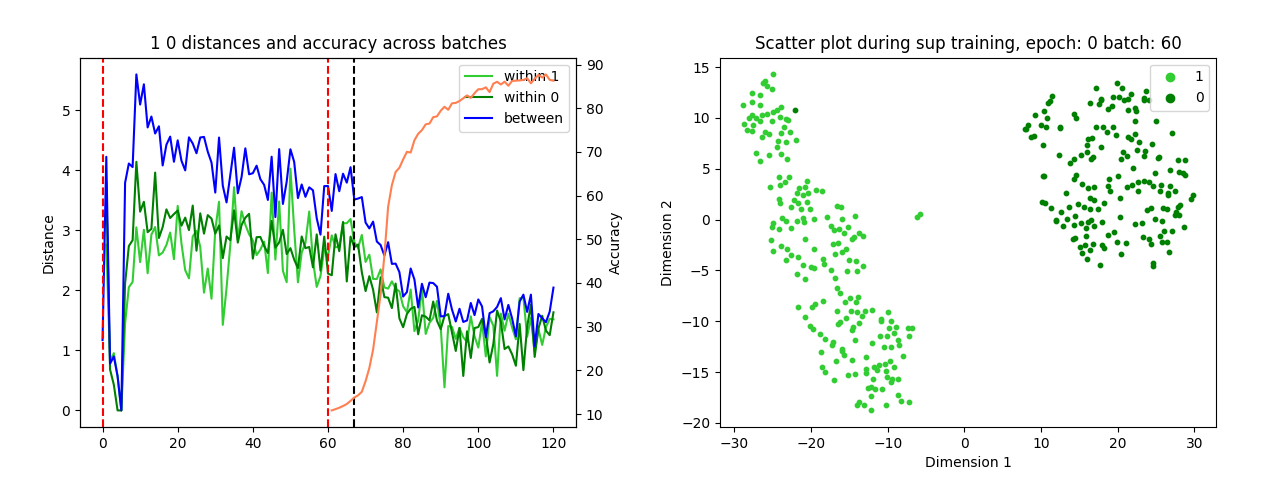 1 0 distances and accuracy across batches
Distance
5
4
3
2
1
0
0 20 40 60 80 100 120
90
80
70
60
50
40
30
20
10
Accuracy
within 1
within 0
between
Scatter plot during sup training, epoch: 0 batch: 60
Dimension 2
15
10
5
0
−5
−10
−15
−20
−30 −20 −10 0 10 20 30
Dimension 1
1
0